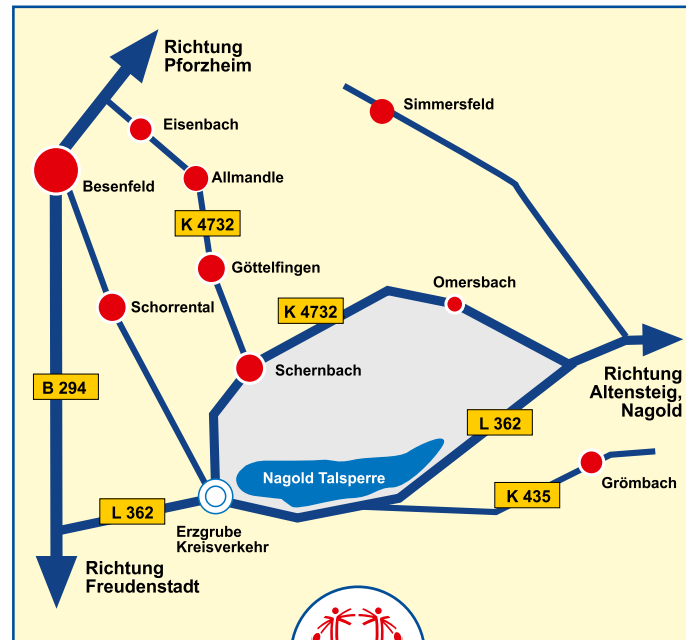 Richtung
Pforzheim
Simmersfeld
Eisenbach
Allmandle
Besenfeld
K 4732
Göttelfingen
Omersbach
Schorrental
K 4732
Schernbach
Richtung
Altensteig,
Nagold
B 294
L 362
Nagold Talsperre
Grömbach
K 435
L 362
Erzgrube
Kreisverkehr
Richtung
Freudenstadt